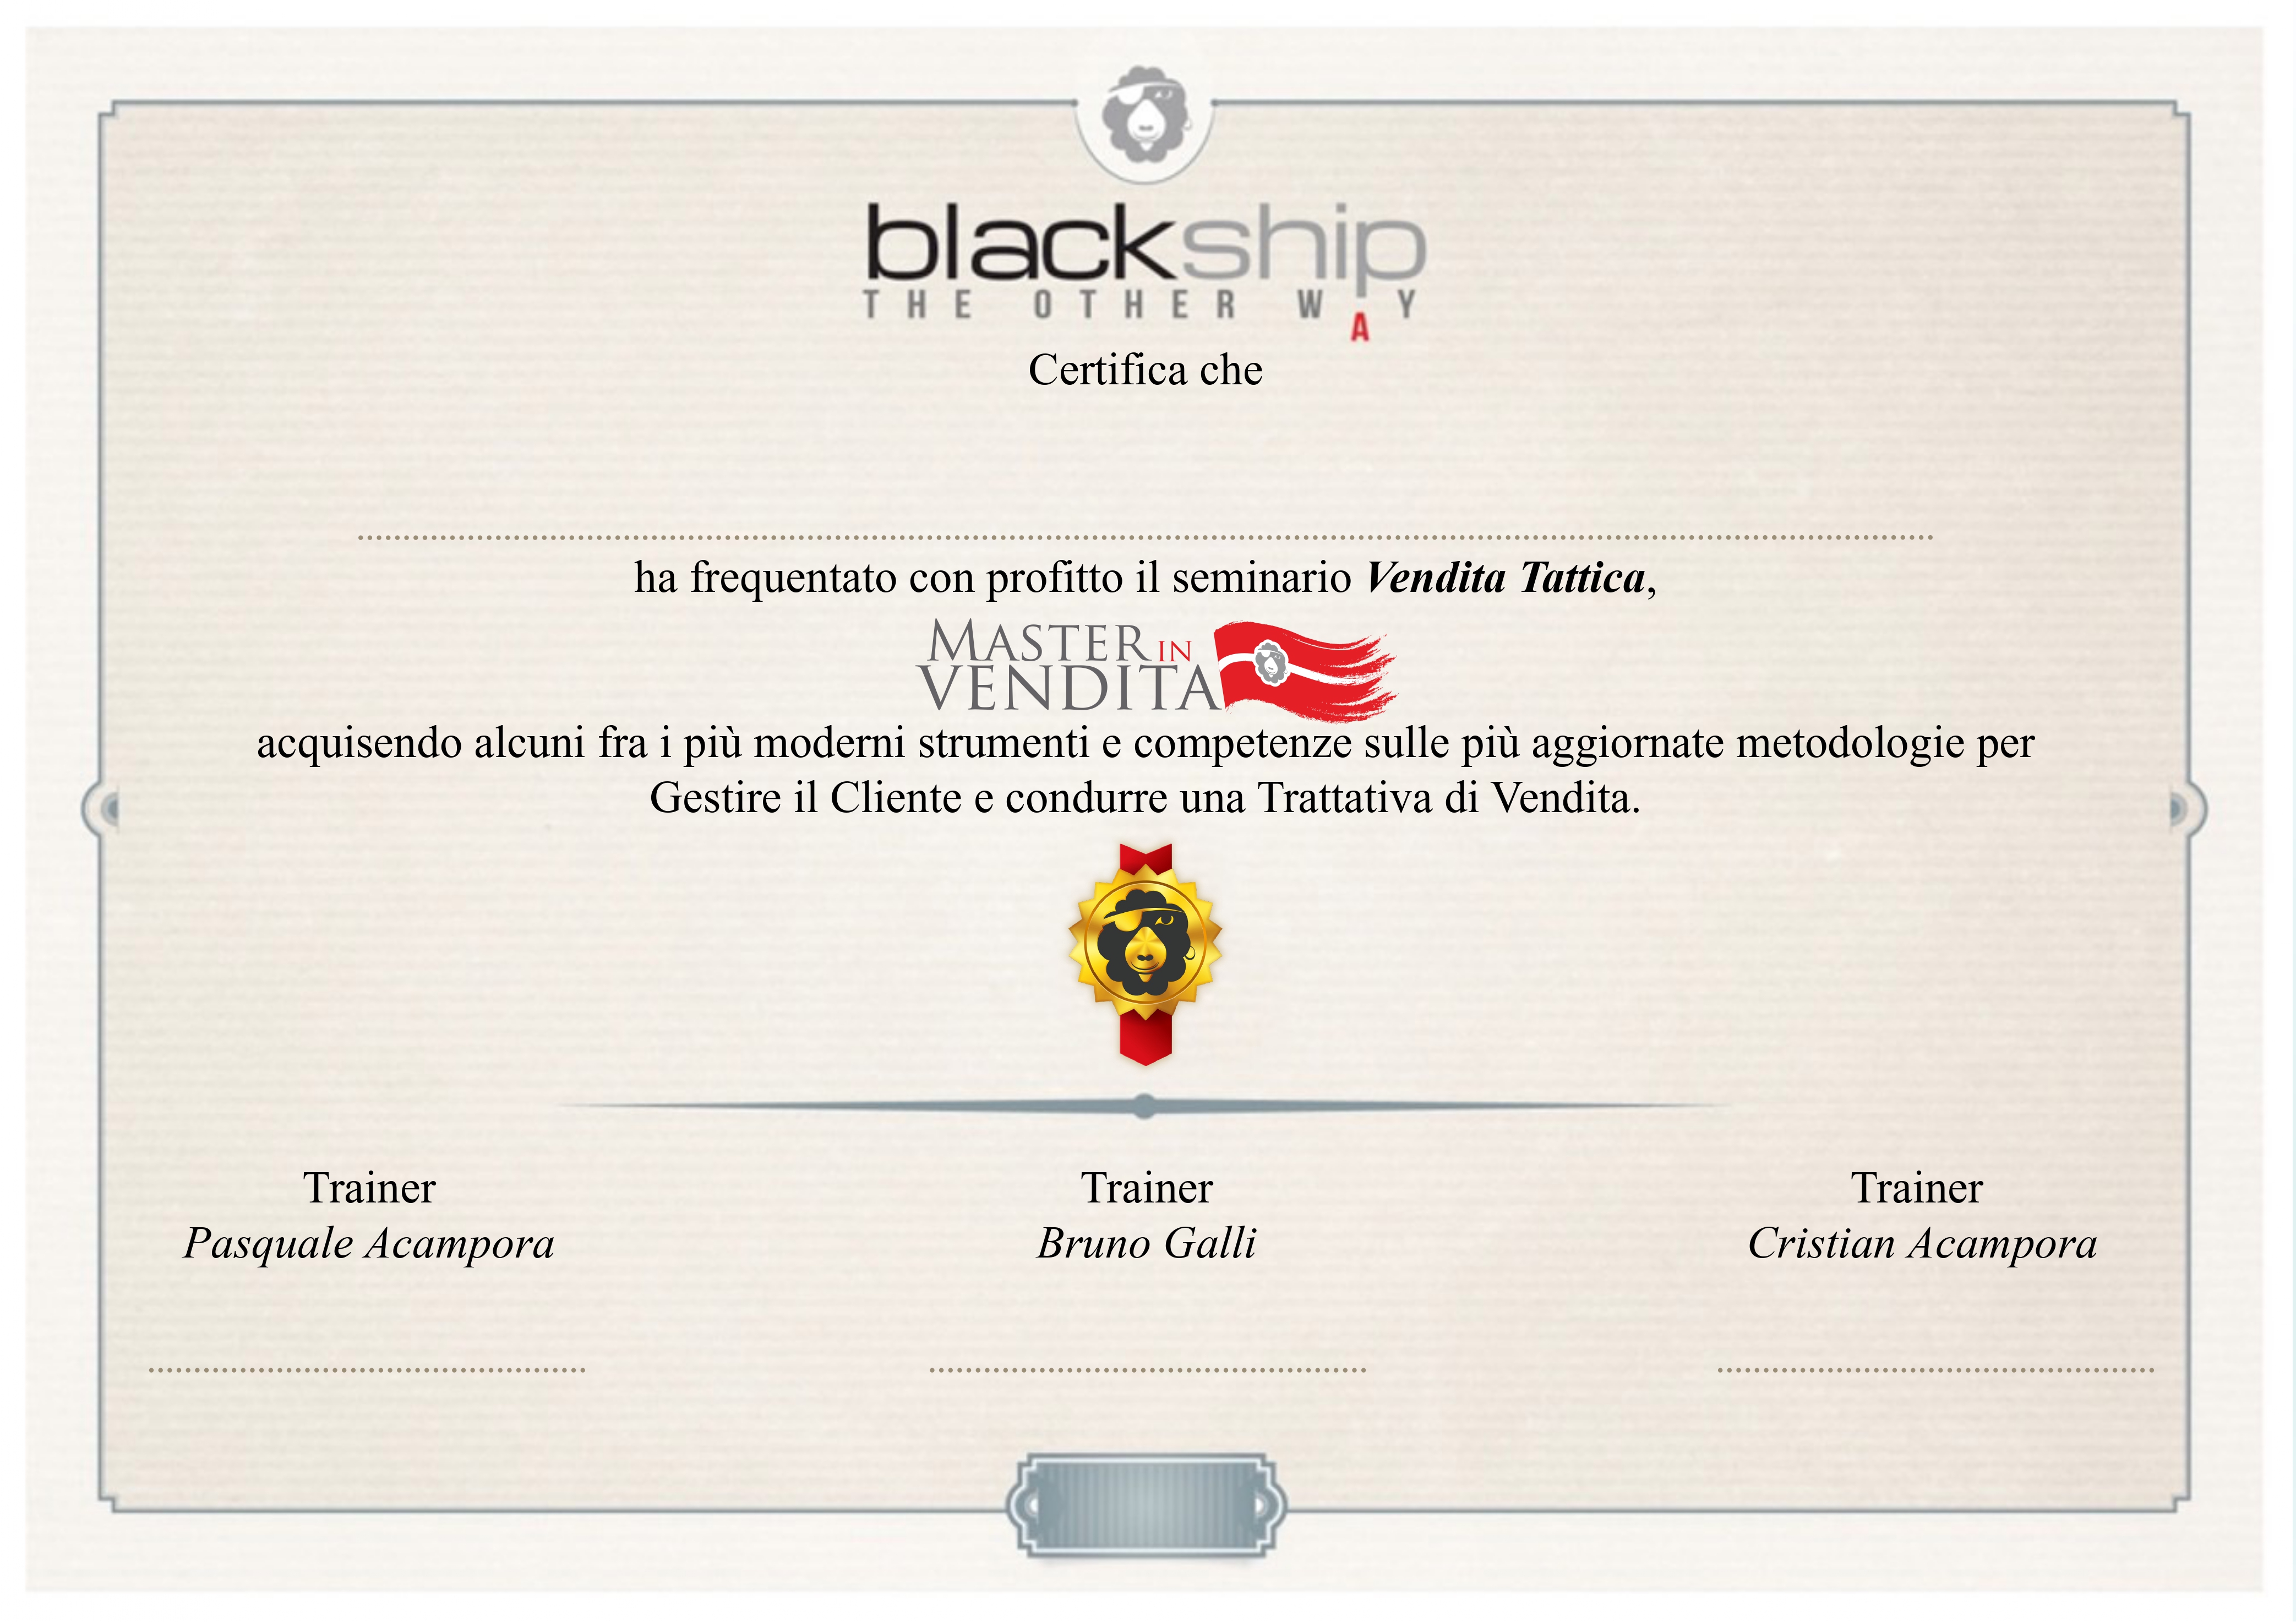 blackship
THE OTHER WAY
Certifica che
ha frequentato con profitto il seminario Vendita Tattica,
MASTER IN
VENDITA
acquisendo alcuni fra i più moderni strumenti e competenze sulle più aggiornate metodologie per
Gestire il Cliente e condurre una Trattativa di Vendita.
Trainer
Pasquale Acampora
Trainer
Bruno Galli
Trainer
Cristian Acampora